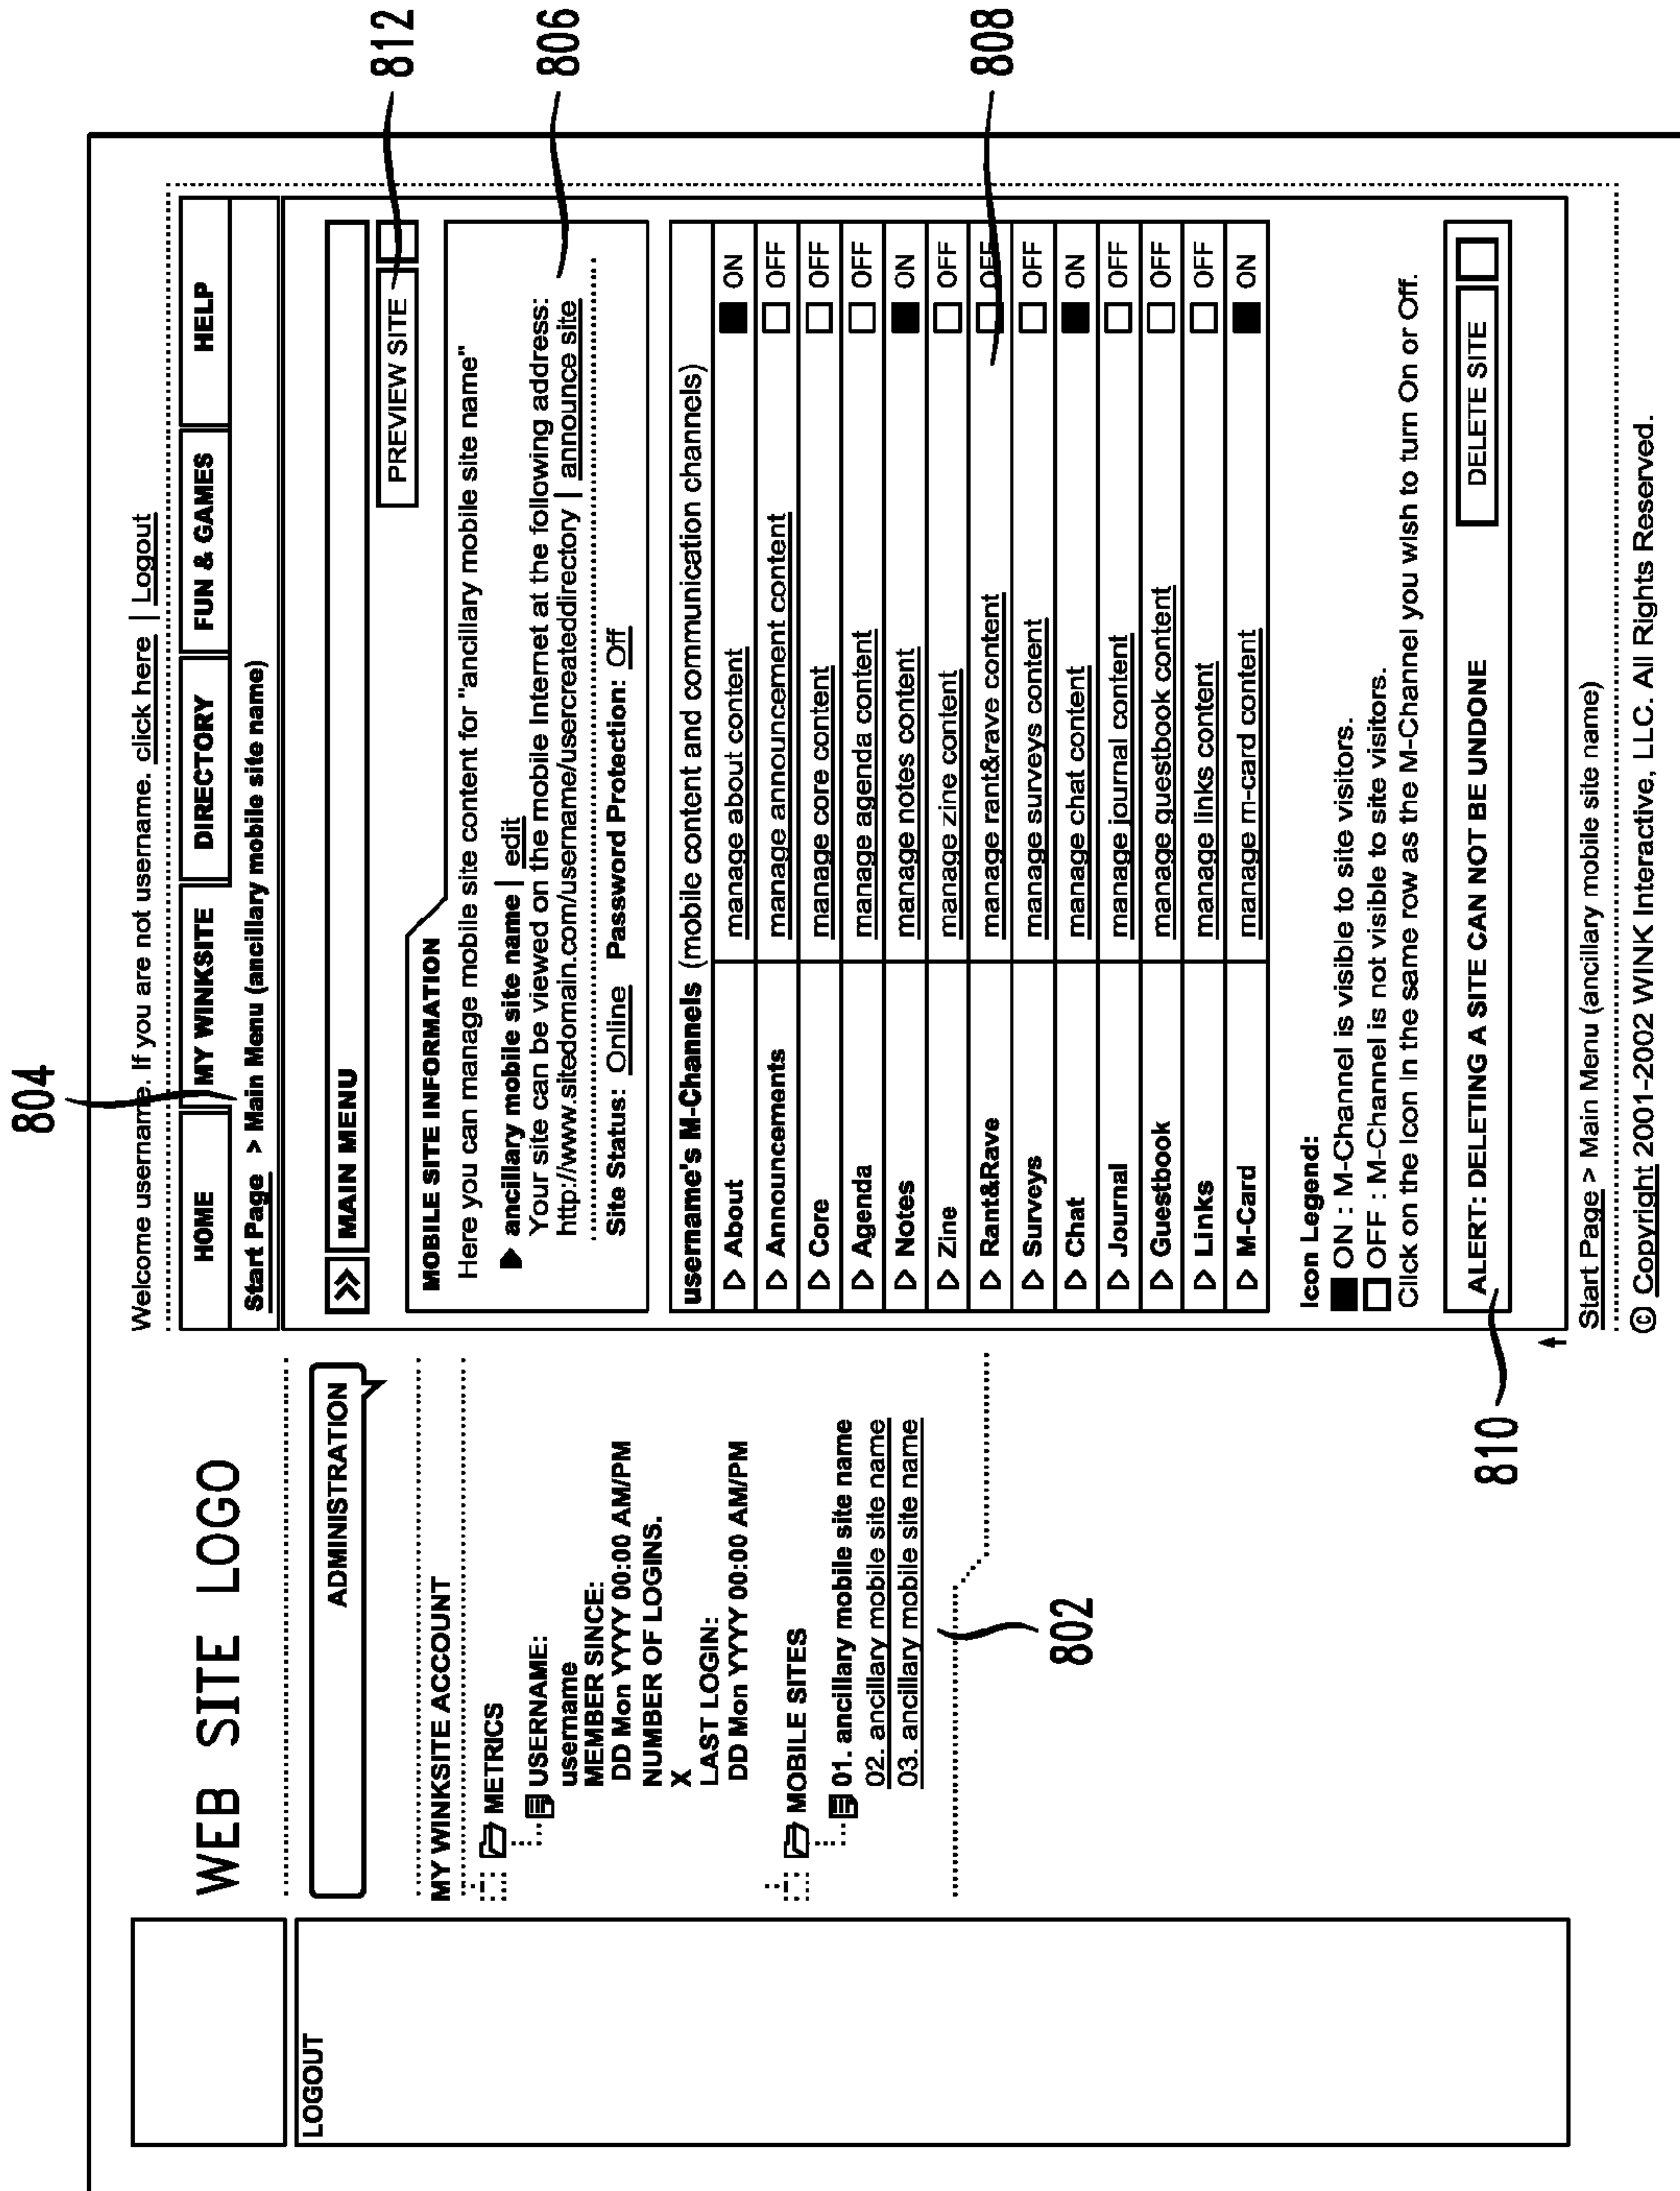 804
WEB SITE LOGO
LOGOUT
ADMINISTRATION
MY WINKSITE ACCOUNT
METRICS
USERNAME:
username
MEMBER SINCE:
DD Mon YYYY 00:00 AM/PM
NUMBER OF LOGINS.
X
LAST LOGIN:
DD Mon YYYY 00:00 AM/PM
MOBILE SITES
01. ancillary mobile site name
02. ancillary mobile site name
03. ancillary mobile site name
802
Welcome username. If you are not username. click here | Logout
HOME MY WINKSITE DIRECTORY FUN & GAMES HELP
Start Page > Main Menu (ancillary mobile site name)
>> MAIN MENU
PREVIEW SITE
812
MOBILE SITE INFORMATION
Here you can manage mobile site content for "ancillary mobile site name"
ancillary mobile site name | edit
Your site can be viewed on the mobile Internet at the following address:
http://www.sitedomain.com/username/usercreateddirectory | announce site
806
Site Status: Online Password Protection: Off
username's M-Channels (mobile content and communication channels)
About manage about content ON
Announcements manage announcement content OFF
Core manage core content OFF
Agenda manage agenda content OFF
Notes manage notes content ON
Zine manage zine content OFF
Rant&Rave manage rant&rave content OFF
808
Surveys manage surveys content OFF
Chat manage chat content ON
Journal manage journal content OFF
Guestbook manage guestbook content OFF
Links manage links content OFF
M-Card manage m-card content ON
Icon Legend:
ON : M-Channel is visible to site visitors.
OFF : M-Channel is not visible to site visitors.
Click on the Icon In the same row as the M-Channel you wish to turn On or Off.
810
ALERT: DELETING A SITE CAN NOT BE UNDONE DELETE SITE
Start Page > Main Menu (ancillary mobile site name)
© Copyright 2001-2002 WINK Interactive, LLC. All Rights Reserved.